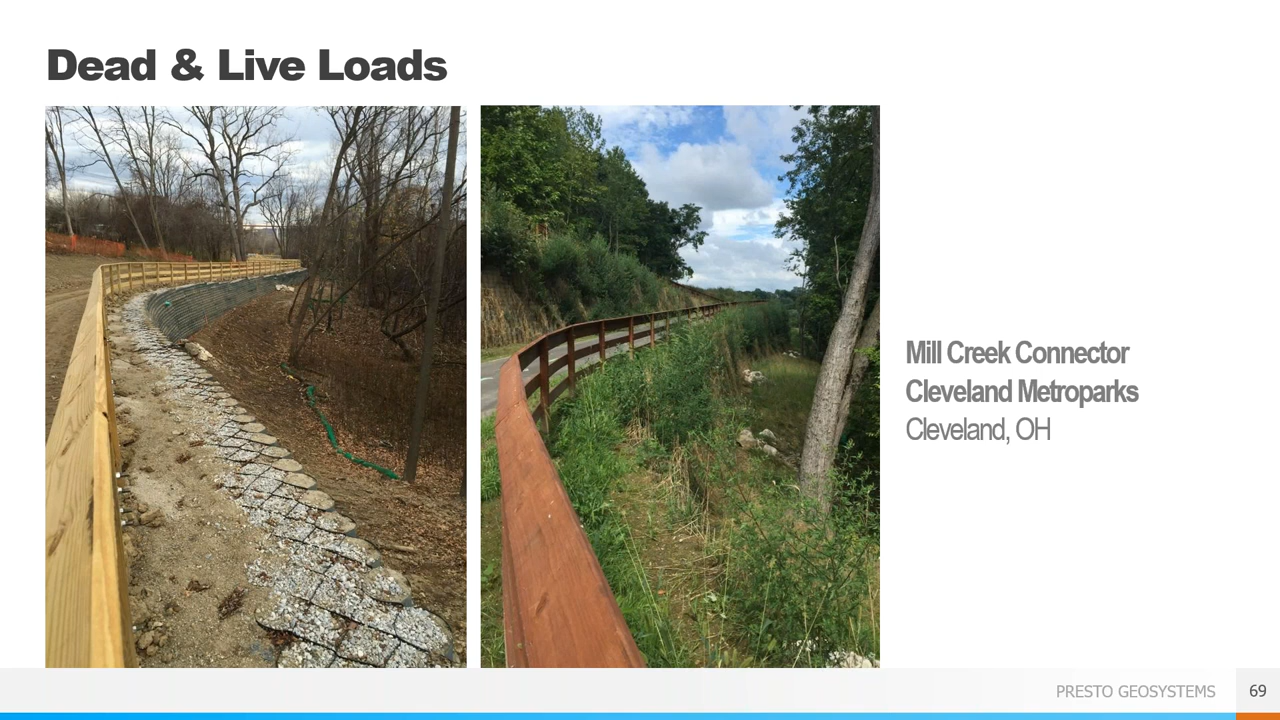 Dead & Live Loads
Mill Creek Connector
Cleveland Metroparks
Cleveland, OH
PRESTO GEOSYSTEMS
69